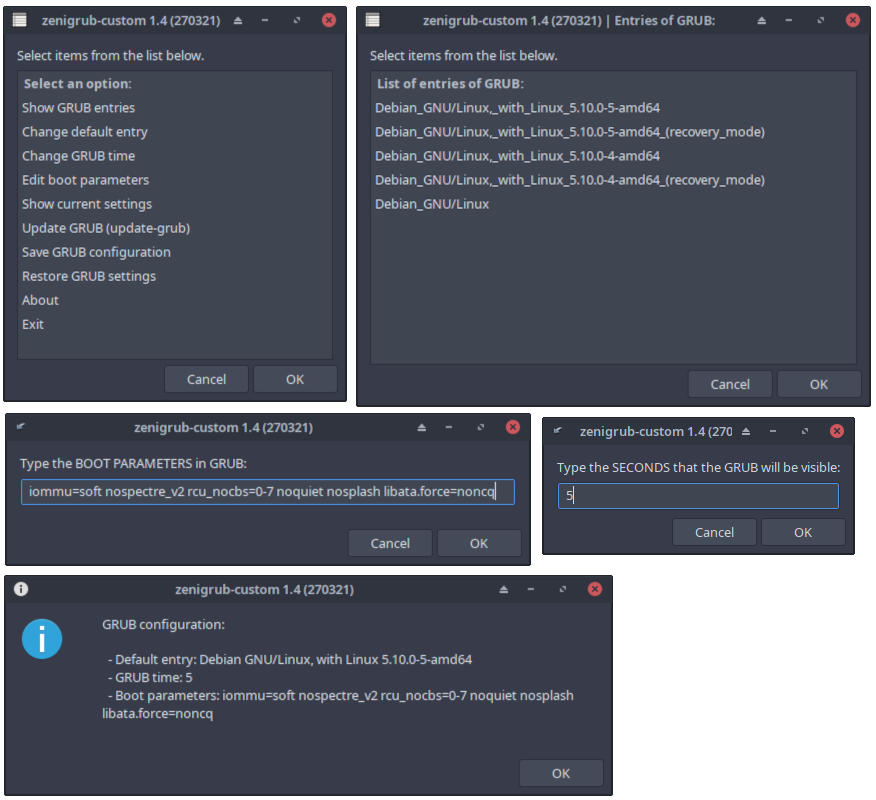 zenigrub-custom 1.4 (270321)
Select items from the list below.
Select an option:
Show GRUB entries
Change default entry
Change GRUB time
Edit boot parameters
Show current settings
Update GRUB (update-grub)
Save GRUB configuration
Restore GRUB settings
About
Exit
Cancel OK
zenigrub-custom 1.4 (270321) | Entries of GRUB:
Select items from the list below.
List of entries of GRUB:
Debian_GNU/Linux,_with_Linux_5.10.0-5-amd64
Debian_GNU/Linux,_with_Linux_5.10.0-5-amd64_(recovery_mode)
Debian_GNU/Linux,_with_Linux_5.10.0-4-amd64
Debian_GNU/Linux,_with_Linux_5.10.0-4-amd64_(recovery_mode)
Debian_GNU/Linux
Cancel OK
zenigrub-custom 1.4 (270321)
Type the BOOT PARAMETERS in GRUB:
iommu=soft nospectre_v2 rcu_nocbs=0-7 noquiet nosplash libata.force=noncq
Cancel OK
zenigrub-custom 1.4 (270
Type the SECONDS that the GRUB will be visible:
5
Cancel OK
zenigrub-custom 1.4 (270321)
GRUB configuration:
- Default entry: Debian GNU/Linux, with Linux 5.10.0-5-amd64
- GRUB time: 5
- Boot parameters: iommu=soft nospectre_v2 rcu_nocbs=0-7 noquiet nosplash
libata.force=noncq
OK